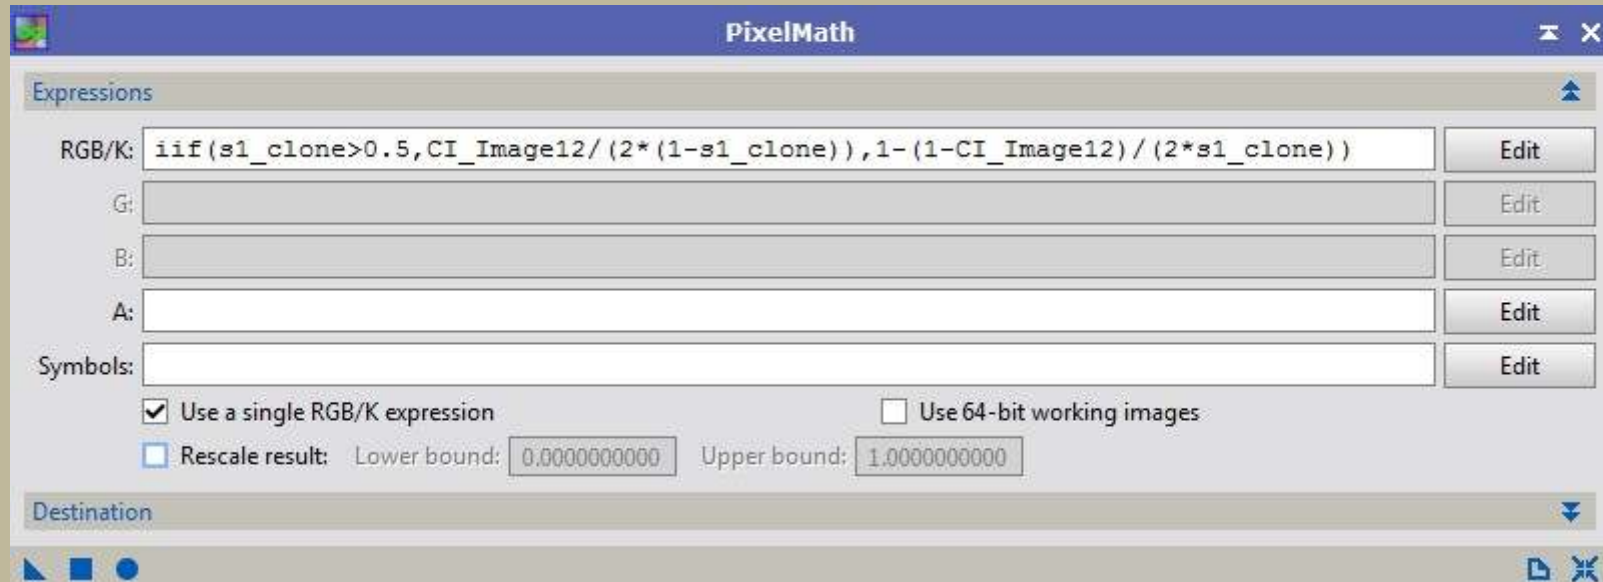 PixelMath
Expressions
RGB/K: iif(s1_clone>0.5,CI_Image12/(2*(1-s1_clone)),1-(1-CI_Image12)/(2*s1_clone)) Edit
G: Edit
B: Edit
A: Edit
Symbols: Edit
Use a single RGB/K expression Use 64-bit working images
Rescale result: Lower bound: 0.0000000000 Upper bound: 1.0000000000
Destination